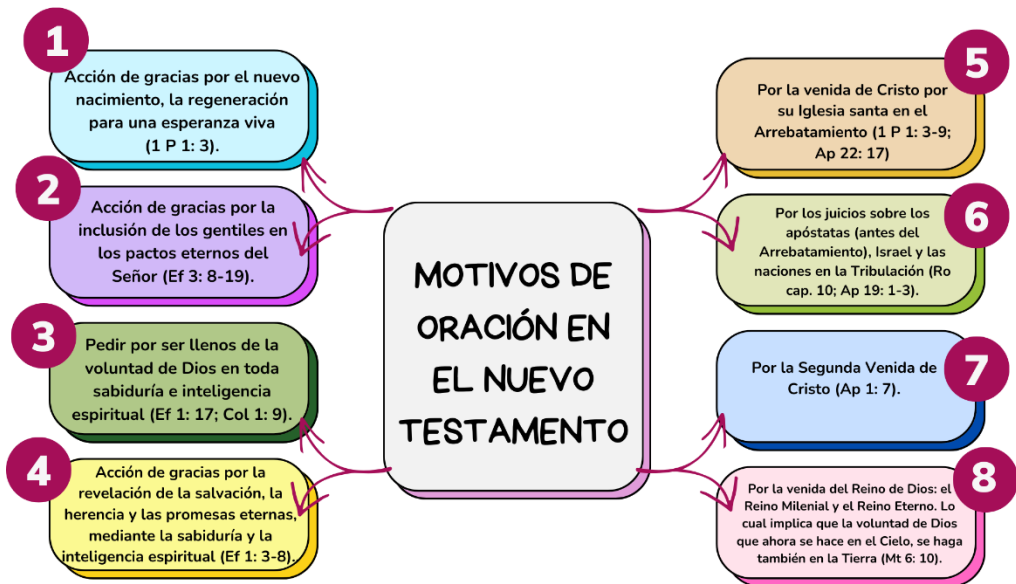 1
Acción de gracias por el nuevo
nacimiento, la regeneración
para una esperanza viva
(1 P 1: 3).
2
Acción de gracias por la
inclusión de los gentiles en
los pactos eternos del
Señor (Ef 3: 8-19).
3
Pedir por ser llenos de la
voluntad de Dios en toda
sabiduría e inteligencia
espiritual (Ef 1: 17; Col 1: 9).
4
Acción de gracias por la
revelación de la salvación, la
herencia y las promesas eternas,
mediante la sabiduría y la
inteligencia espiritual (Ef 1: 3-8).
MOTIVOS DE
ORACIÓN EN
EL NUEVO
TESTAMENTO
5
Por la venida de Cristo por
su Iglesia santa en el
Arrebatamiento (1 P 1: 3-9;
Ap 22: 17)
6
Por los juicios sobre los
apóstatas (antes del
Arrebatamiento), Israel y las
naciones en la Tribulación (Ro
cap. 10; Ap 19: 1-3).
7
Por la Segunda Venida de
Cristo (Ap 1: 7).
8
Por la venida del Reino de Dios: el
Reino Milenial y el Reino Eterno. Lo
cual implica que la voluntad de Dios
que ahora se hace en el Cielo, se haga
también en la Tierra (Mt 6: 10).